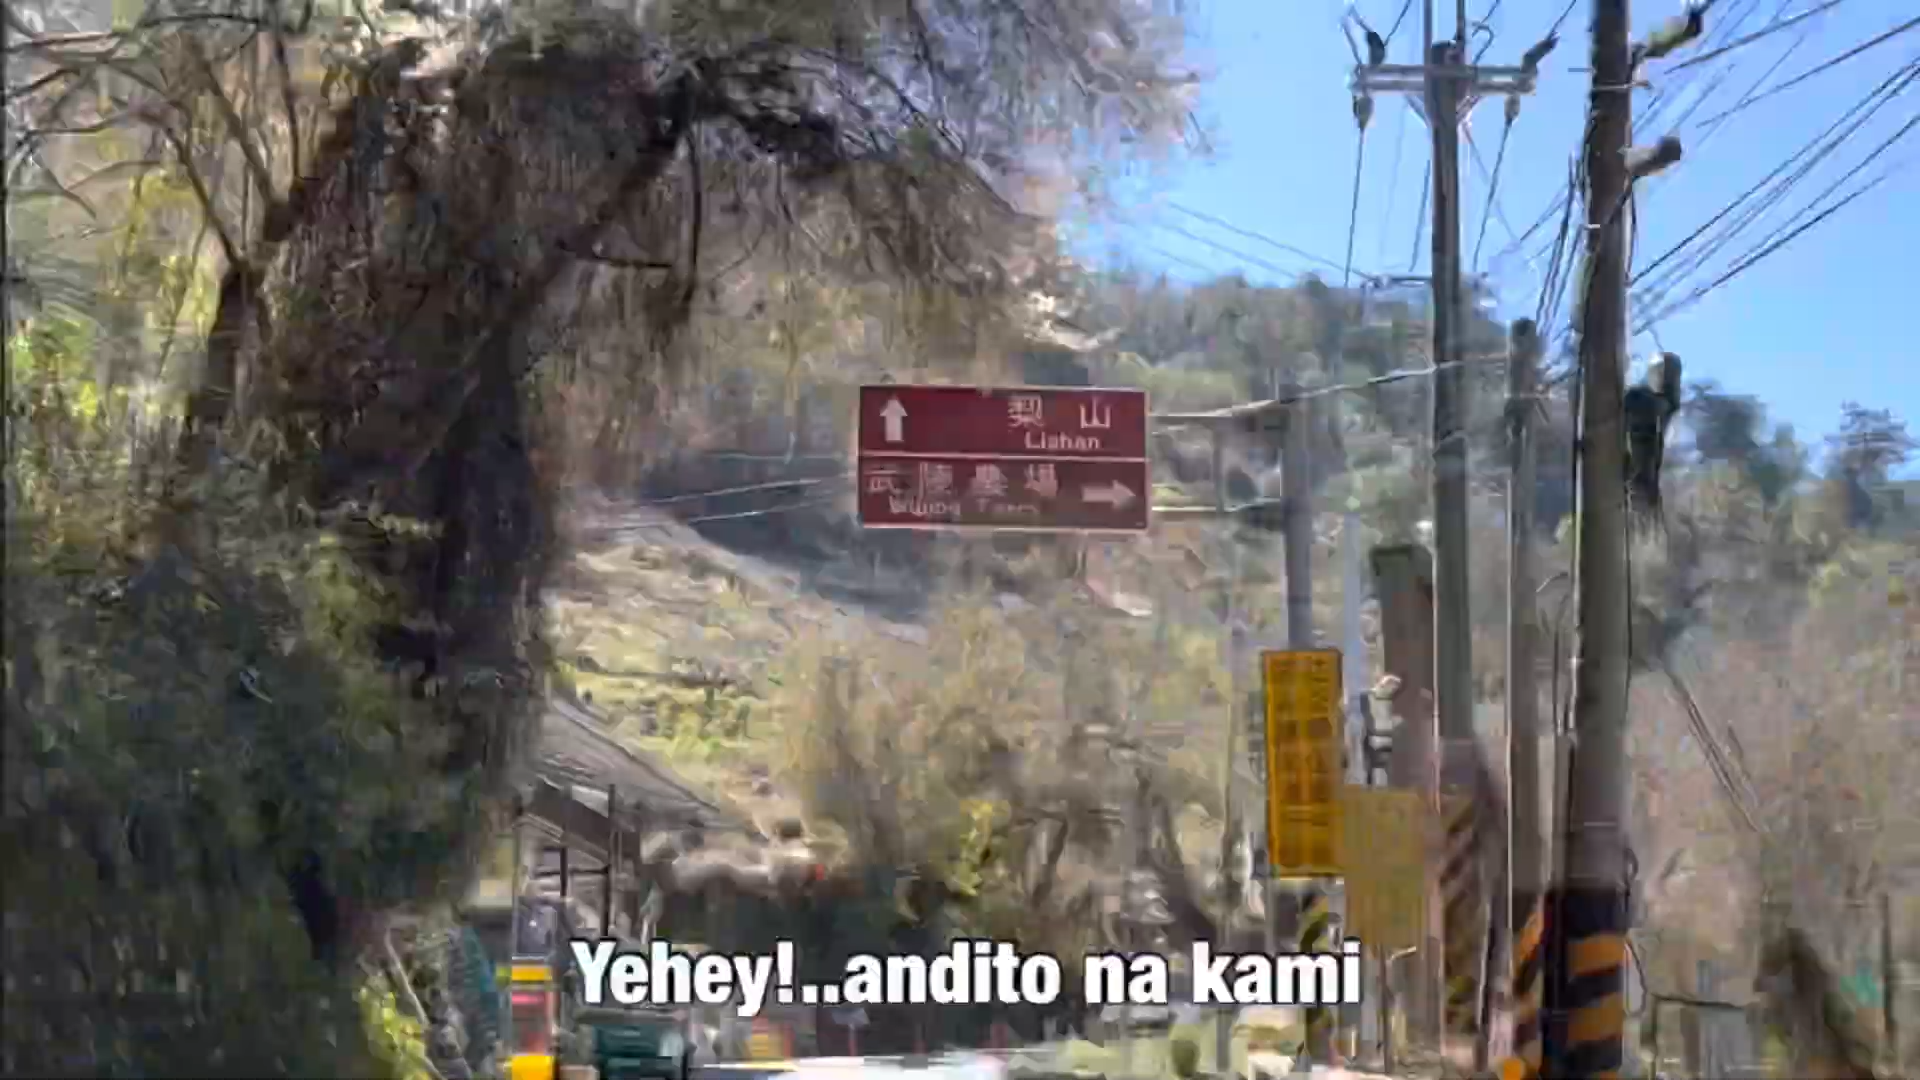 梨 山
Lishan
武陵農場
Wuling Farm
Yehey!..andito na kami